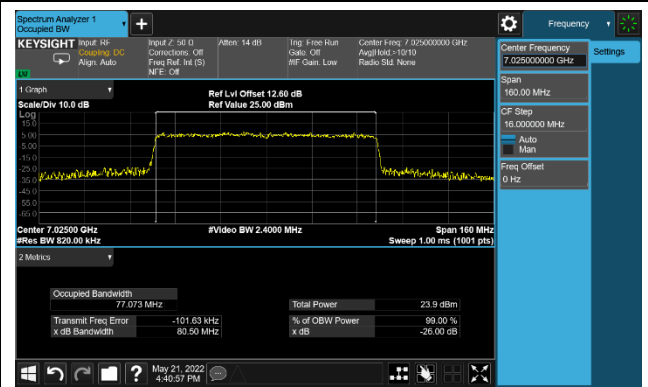 Spectrum Analyzer 1
Occupied BW
Frequency
KEYSIGHT Input: RF Input Z: 50 Ω Atten: 14 dB Trig: Free Run Center Freq: 7.025000000 GHz
Coupling: DC Corrections: Off Gate: Off Avg|Hold:>10/10
Align: Auto Freq Ref: Int (S) #IF Gain: Low Radio Std: None
NFE: Off
LXI
Center Frequency
7.025000000 GHz
Settings
Span
160.00 MHz
CF Step
16.000000 MHz
Auto
Man
Freq Offset
0 Hz
1 Graph
Ref Lvl Offset 12.60 dB
Scale/Div 10.0 dB Ref Value 25.00 dBm
Log
15.0
5.00
-5.00
-15.0
-25.0
-35.0
-45.0
-55.0
-65.0
Center 7.02500 GHz #Video BW 2.4000 MHz Span 160 MHz
#Res BW 820.00 kHz Sweep 1.00 ms (1001 pts)
2 Metrics
Occupied Bandwidth
77.073 MHz Total Power 23.9 dBm
Transmit Freq Error -101.63 kHz % of OBW Power 99.00 %
x dB Bandwidth 80.50 MHz x dB -26.00 dB
? May 21, 2022
4:40:57 PM